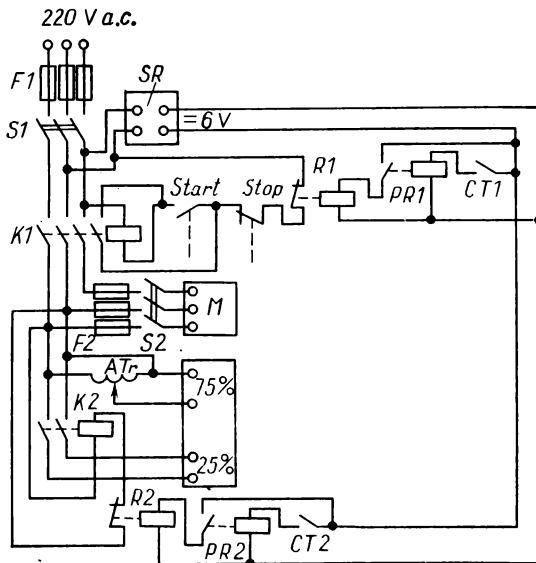 220 V a.c.
F1
SR
= 6 V
S1
R1
Start
Stop
PR1
CT1
K1
M
F2
S2
ATr
75%
K2
25%
R2
PR2
CT2